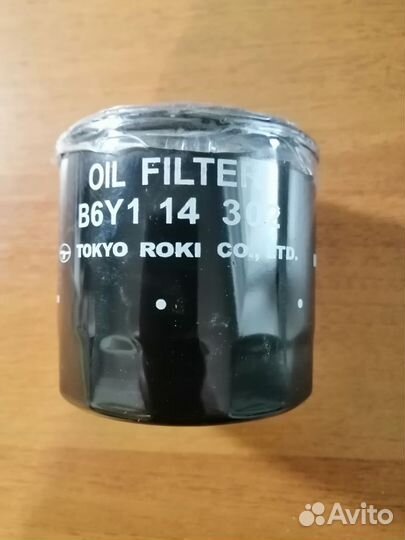 OIL FILTER
B6Y1 14 302
TOKYO ROKI CO., LTD.
Avito